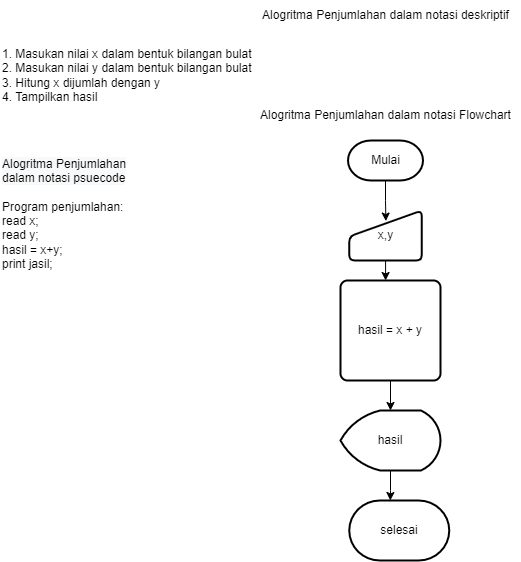 Alogritma Penjumlahan dalam notasi deskriptif
1. Masukan nilai x dalam bentuk bilangan bulat
2. Masukan nilai y dalam bentuk bilangan bulat
3. Hitung x dijumlah dengan y
4. Tampilkan hasil
Alogritma Penjumlahan dalam notasi Flowchart
Alogritma Penjumlahan
dalam notasi psuecode
Program penjumlahan:
read x;
read y;
hasil = x+y;
print jasil;
Mulai
x,y
hasil = x + y
hasil
selesai